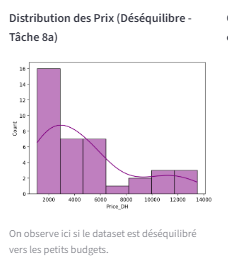 Distribution des Prix (Déséquilibre -
Tâche 8a)
16
14
12
10
8
6
4
2
0
Count
2000 4000 6000 8000 10000 12000 14000
Price_DH
On observe ici si le dataset est déséquilibré
vers les petits budgets.